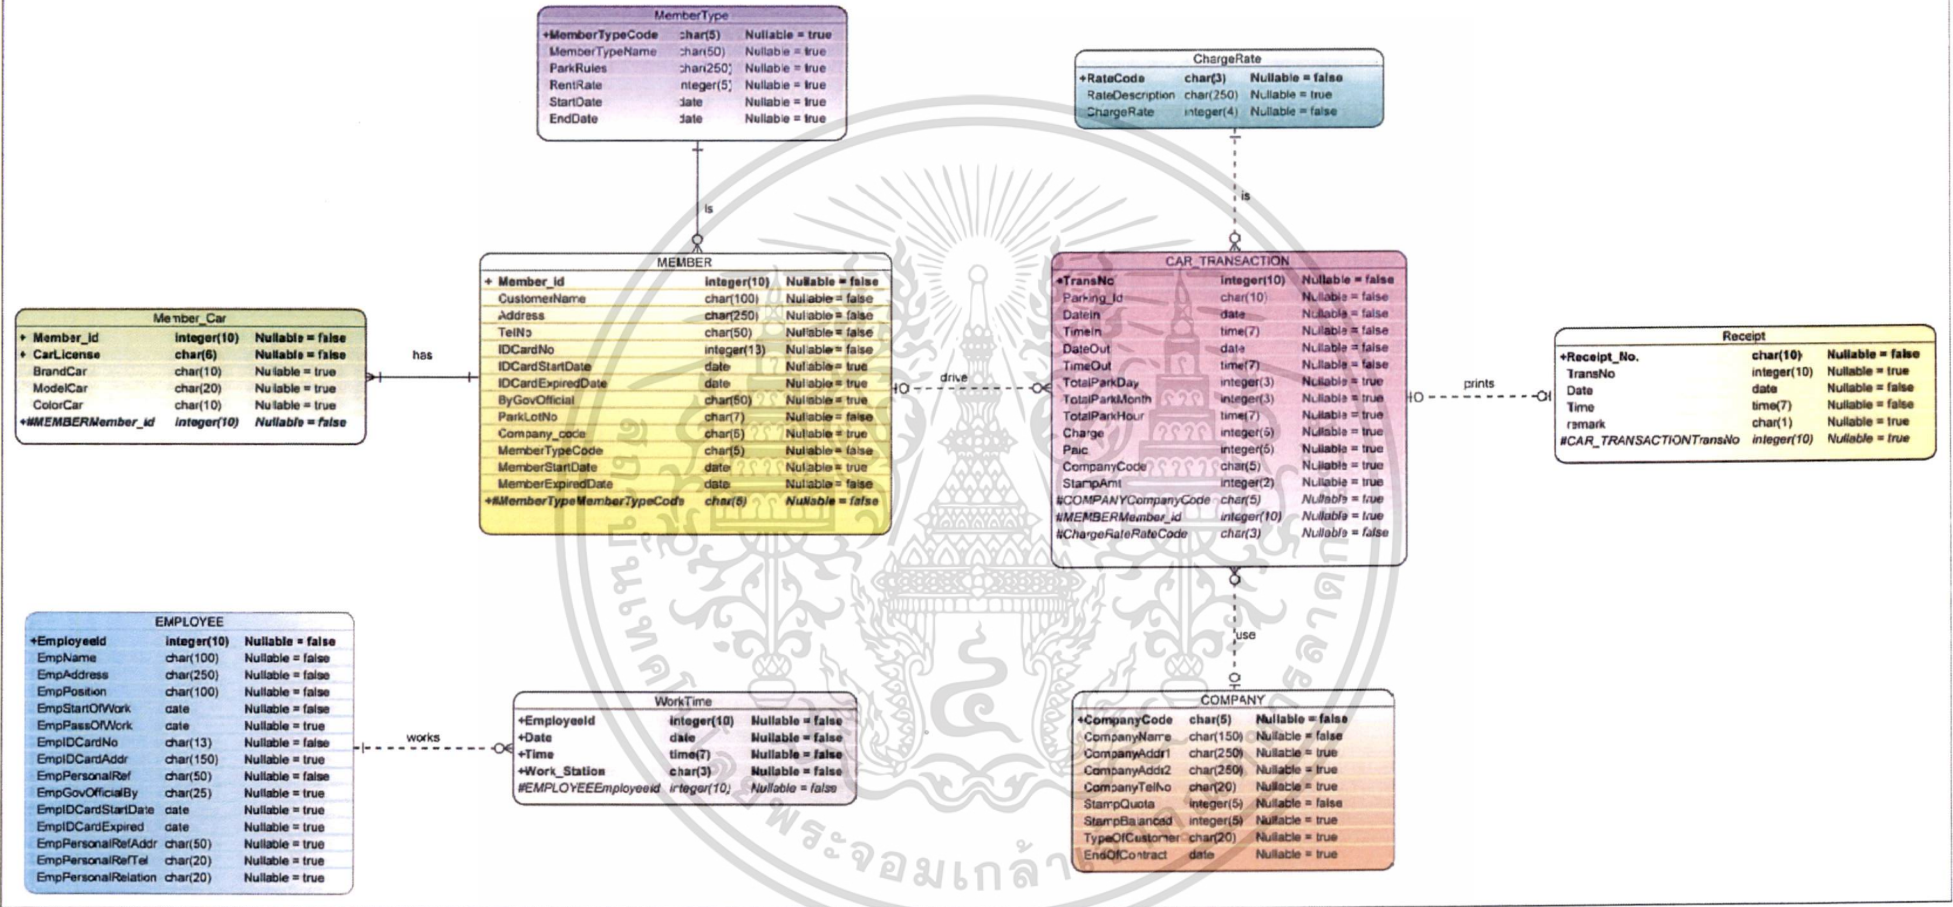 MemberType
+MemberTypeCode char(5) Nullable = true
MemberTypeName char(50) Nullable = true
ParkRules char(250) Nullable = true
RentRate integer(5) Nullable = true
StartDate date Nullable = true
EndDate date Nullable = true
ChargeRate
+RateCode char(3) Nullable = false
RateDescription char(250) Nullable = true
ChargeRate integer(4) Nullable = false
is
is
MEMBER
+ Member_id integer(10) Nullable = false
CustomerName char(100) Nullable = false
Address char(250) Nullable = false
TelNo char(50) Nullable = false
IDCardNo integer(13) Nullable = false
IDCardStartDate date Nullable = true
IDCardExpiredDate date Nullable = true
ByGovOfficial char(50) Nullable = true
ParkLotNo char(7) Nullable = false
Company_code char(5) Nullable = true
MemberTypeCode char(5) Nullable = true
MemberStartDate date Nullable = true
MemberExpiredDate date Nullable = false
+#MemberTypeMemberTypeCode char(5) Nullable = false
CAR_TRANSACTION
+TransNo integer(10) Nullable = false
Parking_Id char(10) Nullable = false
DateIn date Nullable = false
TimeIn time(7) Nullable = false
DateOut date Nullable = false
TimeOut time(7) Nullable = false
TotalParkDay integer(3) Nullable = true
TotalParkMonth integer(3) Nullable = true
TotalParkHour time(7) Nullable = true
Charge integer(5) Nullable = true
Paic integer(5) Nullable = true
CompanyCode char(5) Nullable = true
StampAmt integer(2) Nullable = true
#COMPANYCompanyCode char(5) Nullable = true
#MEMBERMember_id integer(10) Nullable = true
#ChargeRateRateCode char(3) Nullable = false
Member_Car
+ Member_Id integer(10) Nullable = false
+ CarLicense char(6) Nullable = false
BrandCar char(10) Nullable = true
ModelCar char(20) Nullable = true
ColorCar char(10) Nullable = true
+#MEMBERMember_id integer(10) Nullable = false
has
drive
prints
Receipt
+Receipt_No. char(10) Nullable = false
TransNo integer(10) Nullable = true
Date date Nullable = false
Time time(7) Nullable = false
remark char(1) Nullable = true
#CAR_TRANSACTIONTransNo integer(10) Nullable = true
EMPLOYEE
+EmployeeId integer(10) Nullable = false
EmpName char(100) Nullable = false
EmpAddress char(250) Nullable = false
EmpPosition char(100) Nullable = false
EmpStartOfWork date Nullable = false
EmpPassOfWork date Nullable = true
EmpIDCardNo char(13) Nullable = false
EmpIDCardAddr char(150) Nullable = true
EmpPersonalRef char(50) Nullable = false
EmpGovOfficialBy char(25) Nullable = true
EmpIDCardStartDate date Nullable = true
EmpIDCardExpired date Nullable = true
EmpPersonalRefAddr char(50) Nullable = true
EmpPersonalRefTel char(20) Nullable = true
EmpPersonalRelation char(20) Nullable = true
works
WorkTime
+EmployeeId integer(10) Nullable = false
+Date date Nullable = false
+Time time(7) Nullable = false
+Work_Station char(3) Nullable = false
#EMPLOYEEEmployeeid integer(10) Nullable = false
use
COMPANY
+CompanyCode char(5) Nullable = false
CompanyName char(150) Nullable = false
CompanyAddr1 char(250) Nullable = true
CompanyAddr2 char(250) Nullable = true
CompanyTelNo char(20) Nullable = true
StampQuota integer(5) Nullable = false
StampBalanced integer(5) Nullable = true
TypeOfCustomer char(20) Nullable = true
EndOfContract date Nullable = true